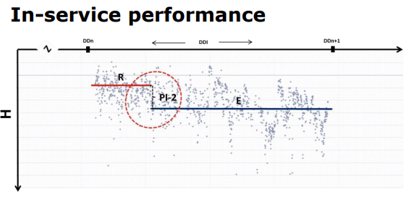 In-service performance
DDn
DDI
DDn+1
R
PI-2
E
H